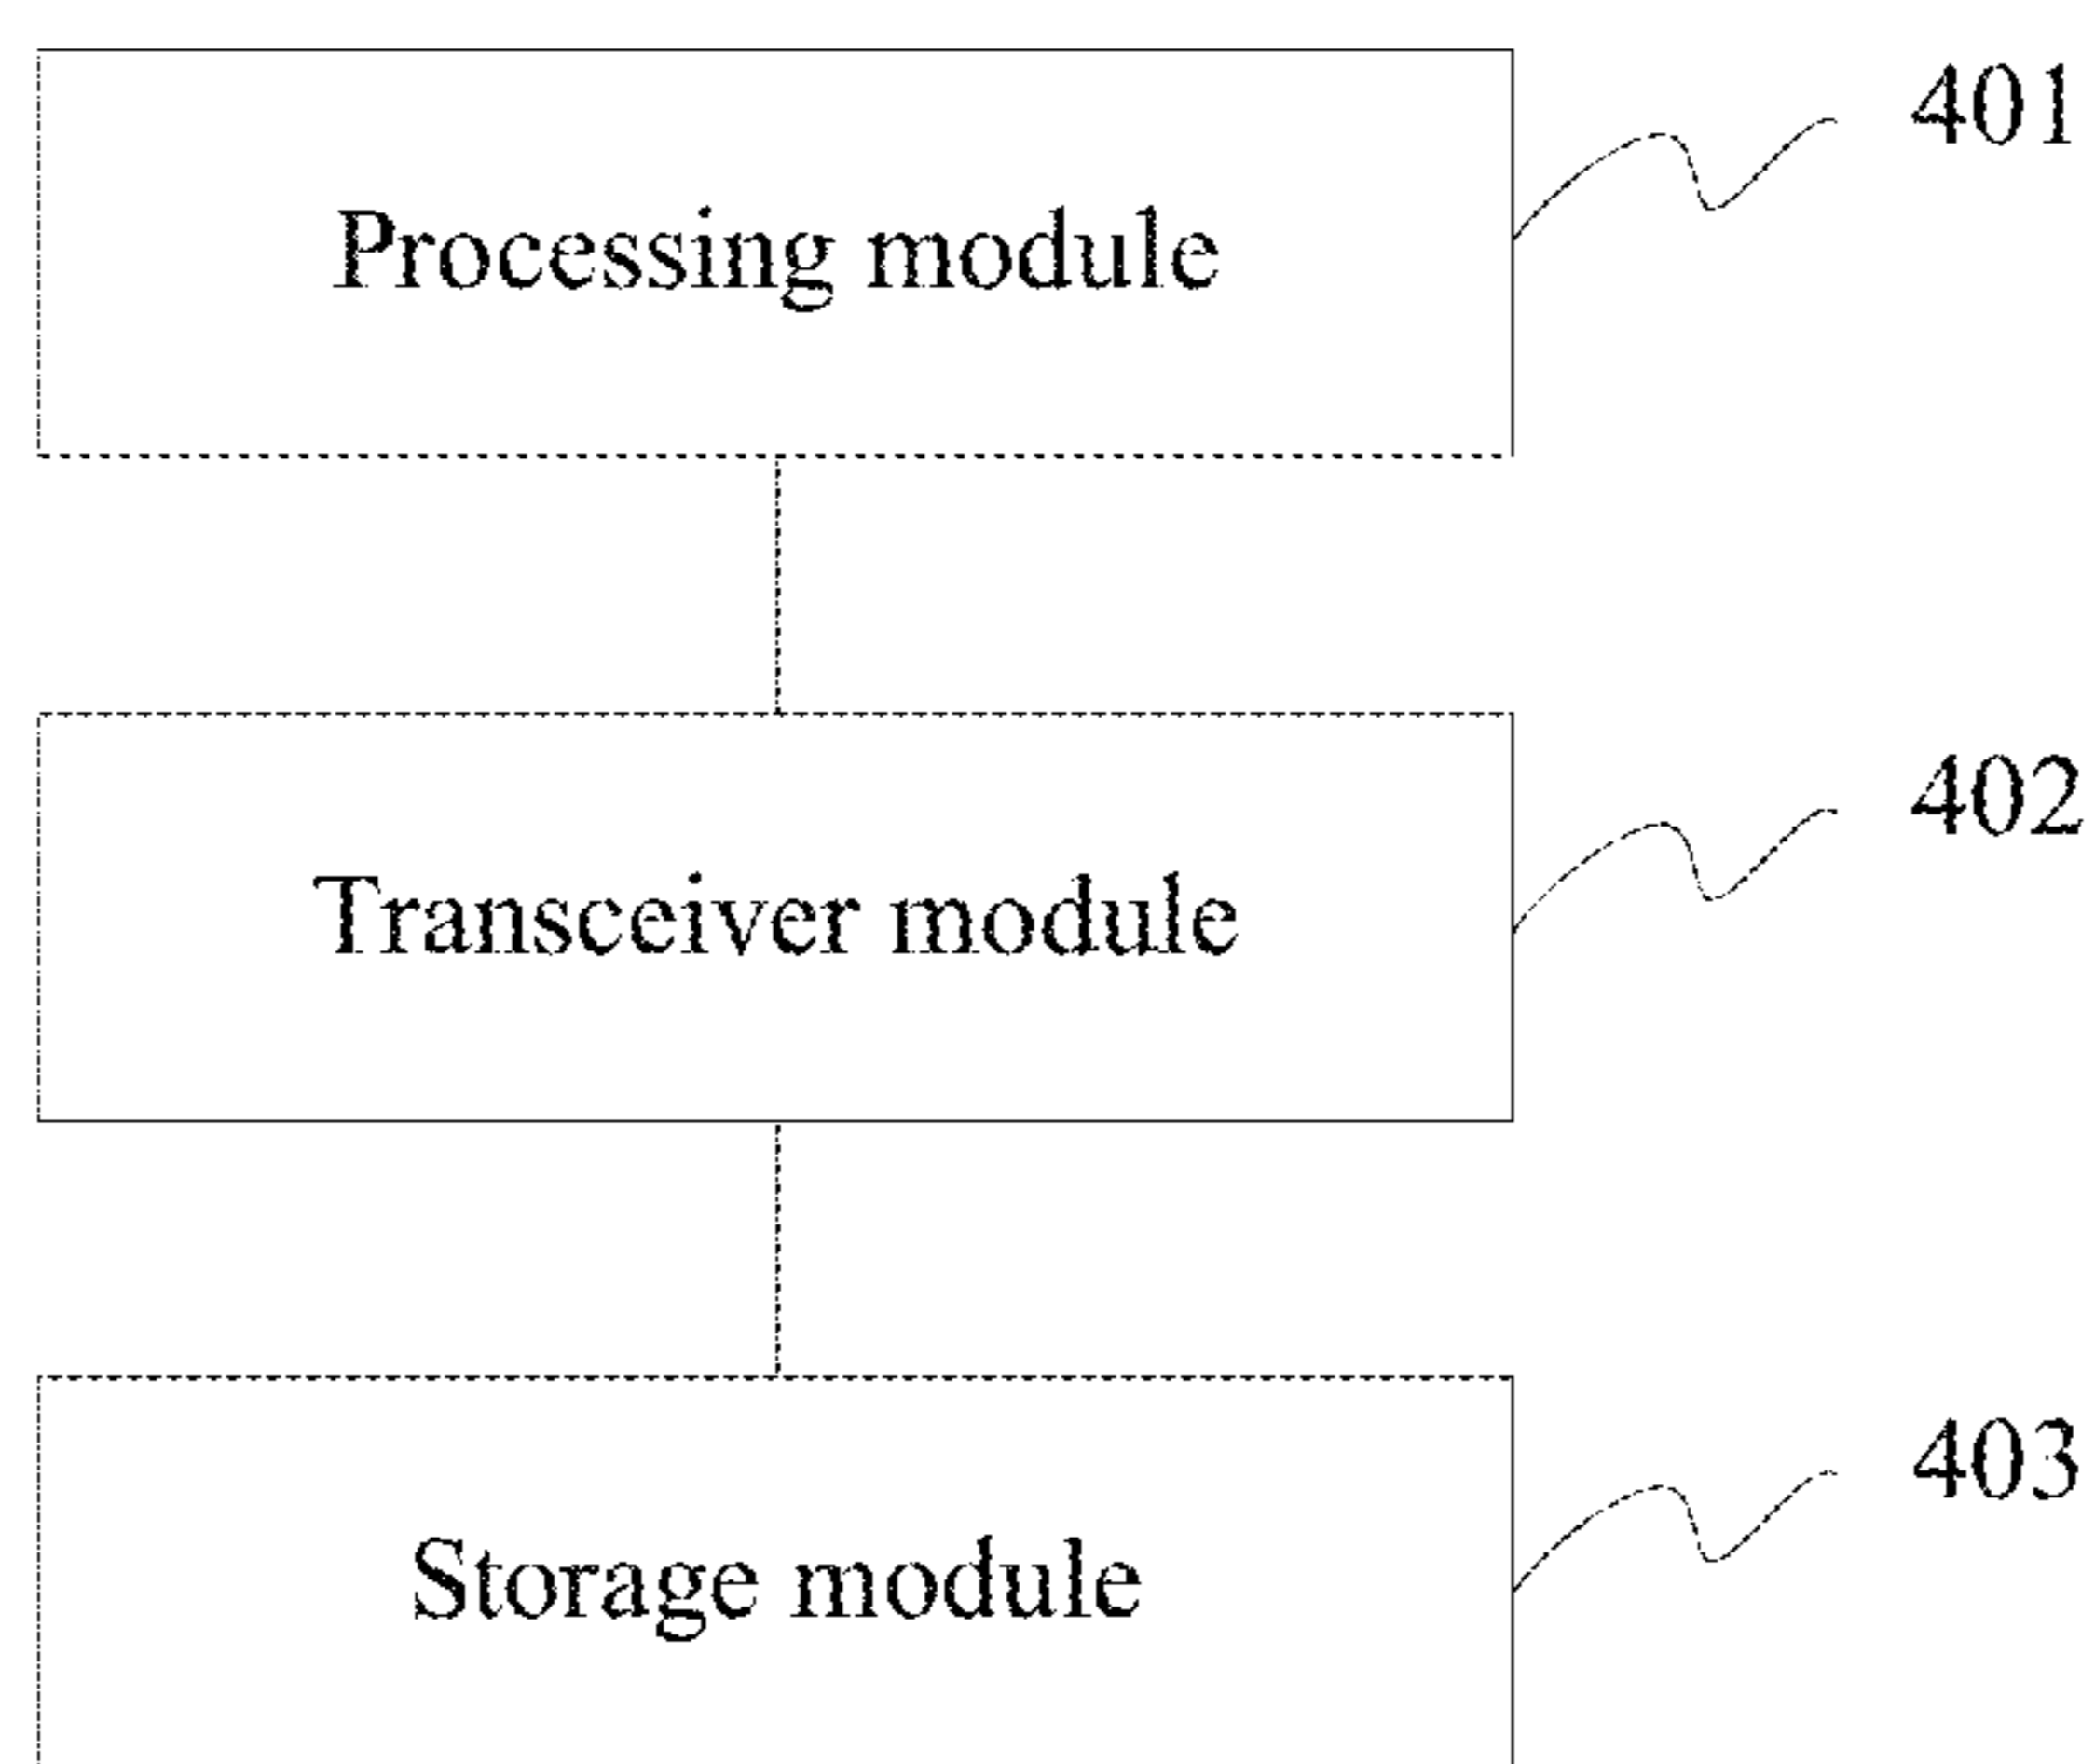 401
Processing module
402
Transceiver module
403
Storage module